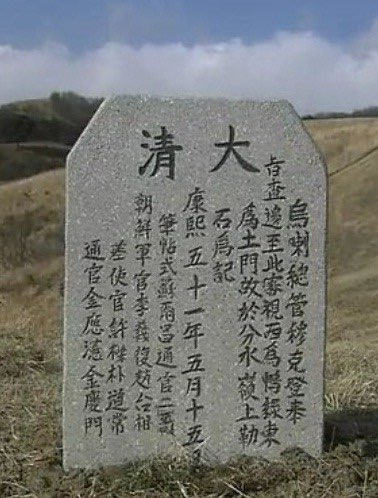 大清
烏喇總管穆克登奉
旨查邊至此審視西爲鴨綠東
爲土門故於分水嶺上勒
石爲記
康熙五十一年五月十五日
筆帖式蘇爾昌通官二哥
朝鮮軍官李義復趙台相
差使官許樑朴道常
通官金應瀗金慶門